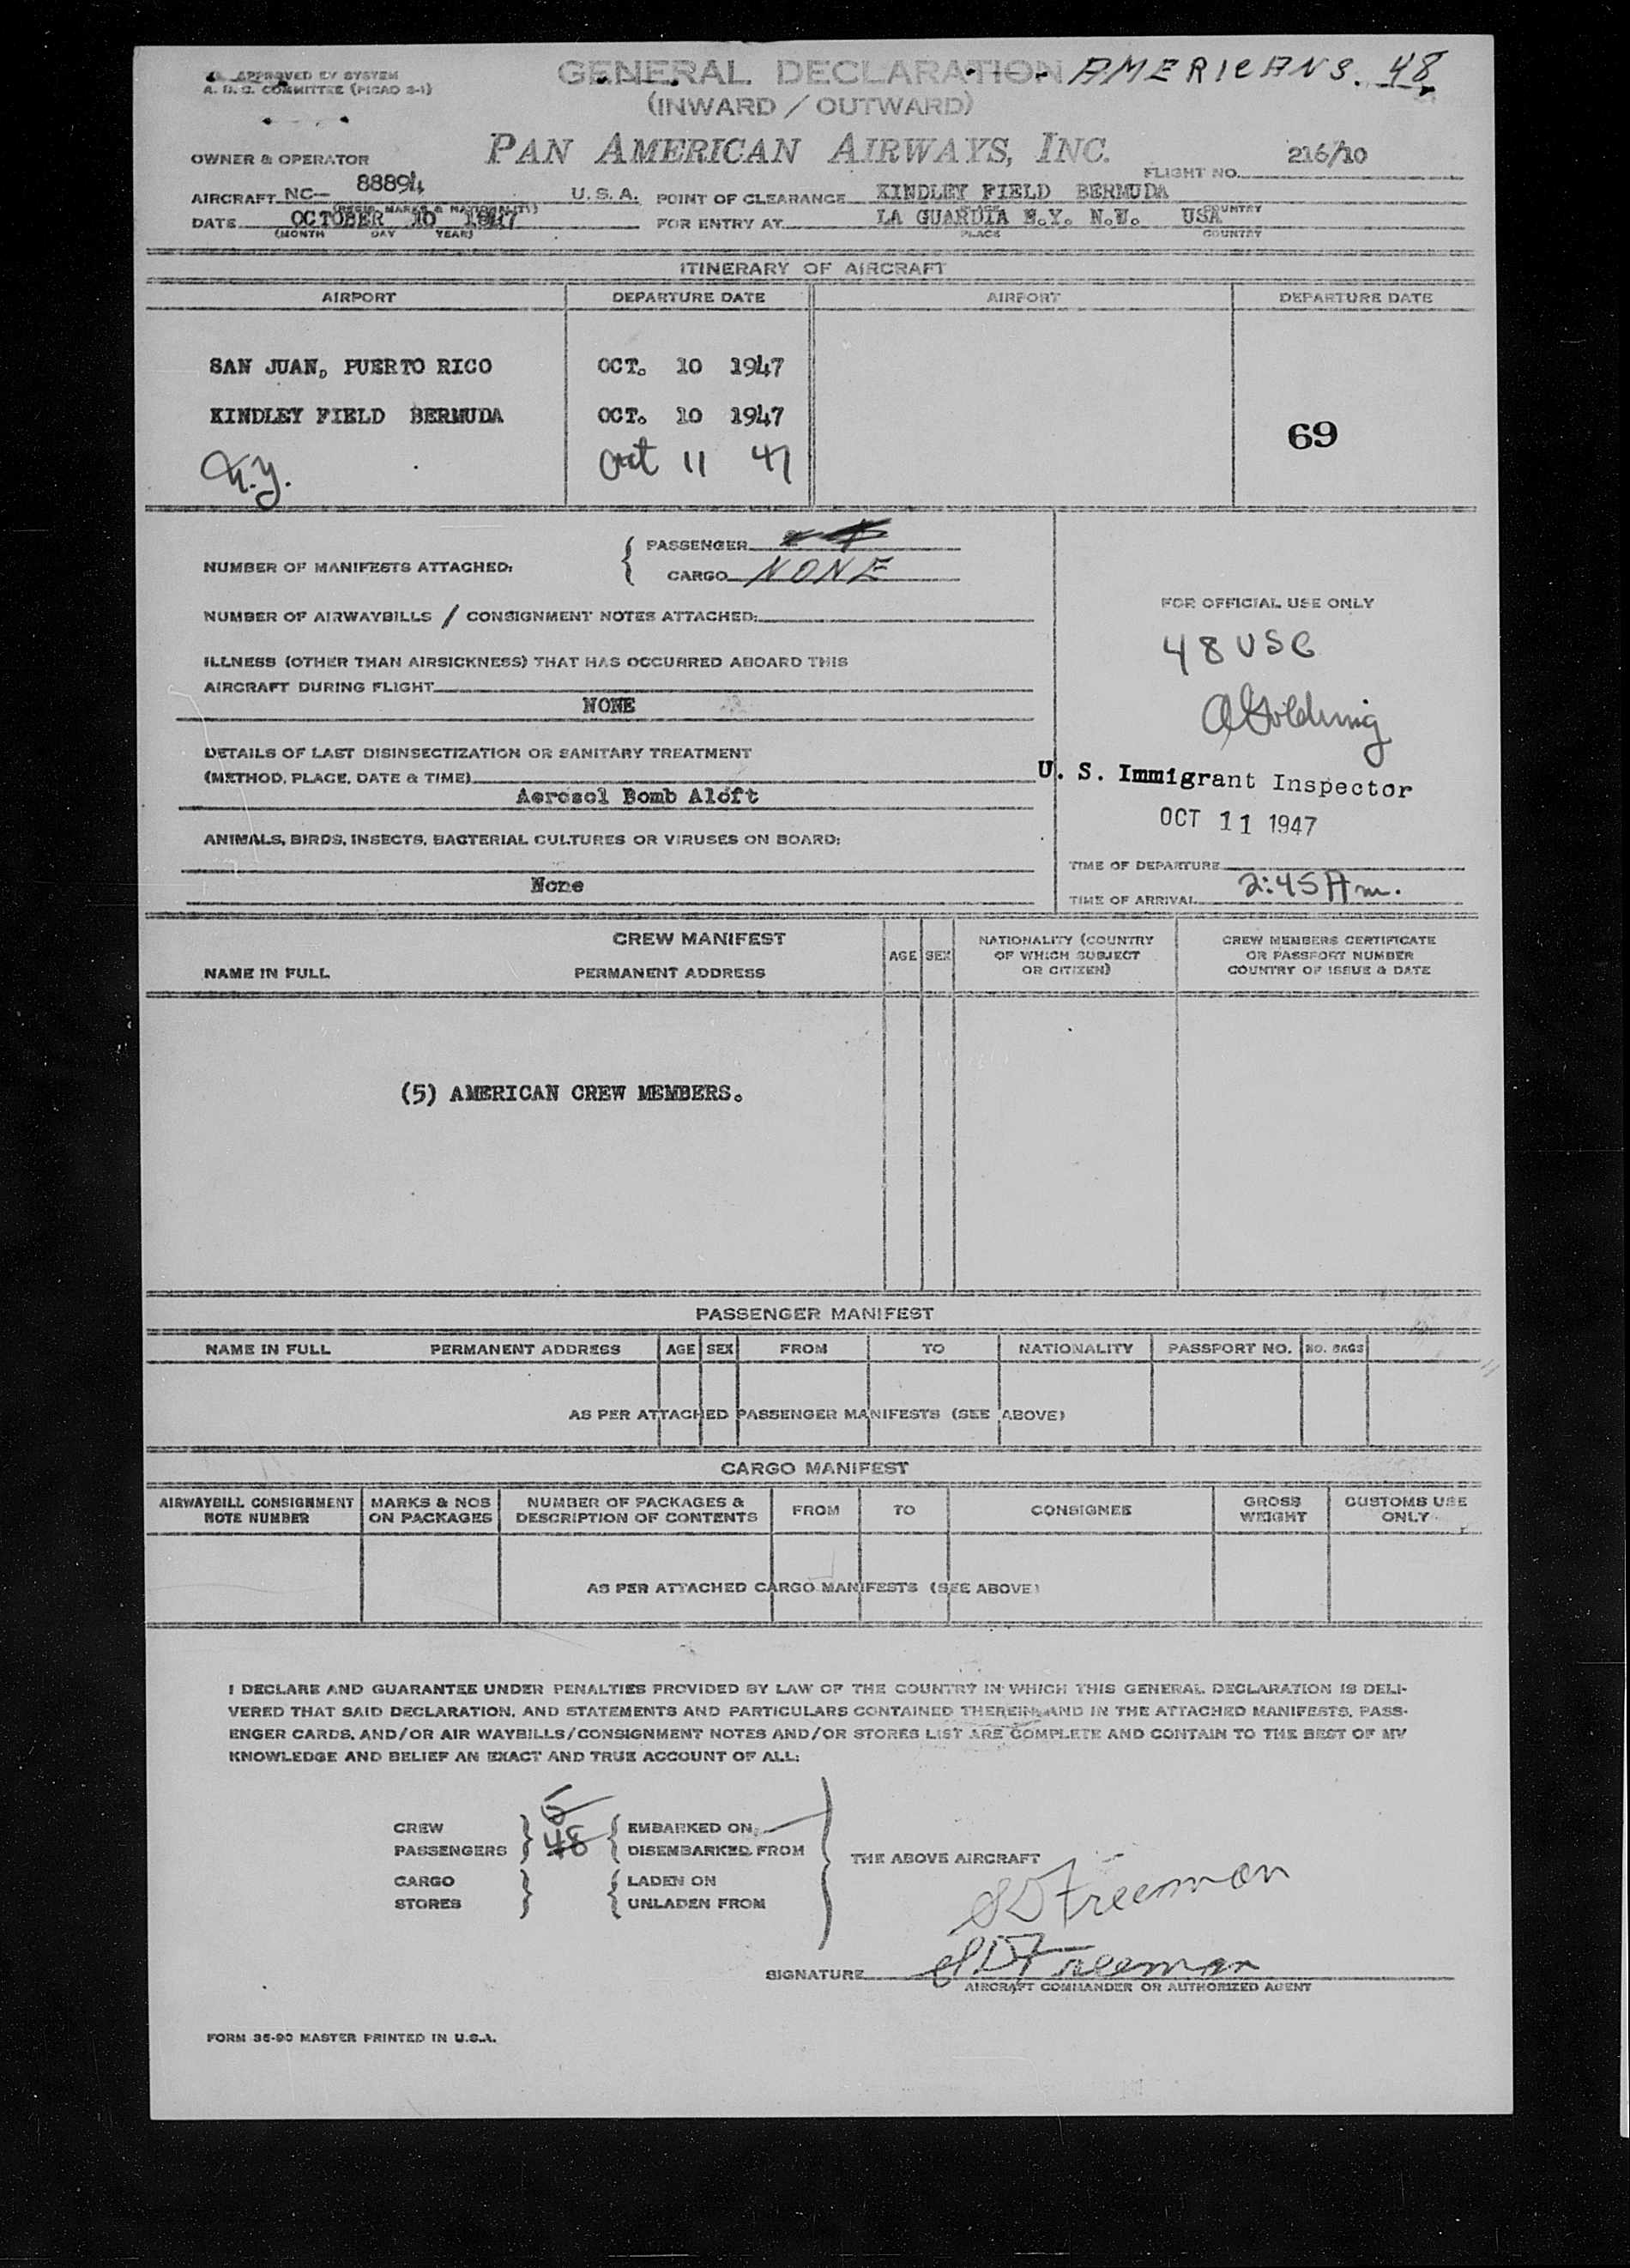 APPROVED BY SYSTEM
A. D. C. COMMITTEE (PICAO 2-1)
GENERAL DECLARATION
AMERICANS. 48
(INWARD / OUTWARD)
PAN AMERICAN AIRWAYS, INC.
OWNER & OPERATOR
FLIGHT NO. 216/10
AIRCRAFT NC- 88894 U. S. A. POINT OF CLEARANCE KINDLEY FIELD BERMUDA
(REGIS. MARKS & NATIONALITY) COUNTRY
DATE OCTOBER 10 1947 FOR ENTRY AT LA GUARDIA N.Y. N.Y. USA
(MONTH DAY YEAR) PLACE COUNTRY
ITINERARY OF AIRCRAFT
AIRPORT DEPARTURE DATE AIRPORT DEPARTURE DATE
SAN JUAN, PUERTO RICO OCT. 10 1947
KINDLEY FIELD BERMUDA OCT. 10 1947
69
N.Y. Oct 11 47
NUMBER OF MANIFESTS ATTACHED: { PASSENGER
CARGO NONE
NUMBER OF AIRWAYBILLS / CONSIGNMENT NOTES ATTACHED:
ILLNESS (OTHER THAN AIRSICKNESS) THAT HAS OCCURRED ABOARD THIS
AIRCRAFT DURING FLIGHT
NONE
DETAILS OF LAST DISINSECTIZATION OR SANITARY TREATMENT
(METHOD, PLACE, DATE & TIME)
Aerosol Bomb Aloft
ANIMALS, BIRDS, INSECTS, BACTERIAL CULTURES OR VIRUSES ON BOARD:
None
FOR OFFICIAL USE ONLY
48 USC
A Goldning
U. S. Immigrant Inspector
OCT 11 1947
TIME OF DEPARTURE
TIME OF ARRIVAL 2:45 Am.
CREW MANIFEST
NAME IN FULL PERMANENT ADDRESS AGE SEX NATIONALITY (COUNTRY OF WHICH SUBJECT OR CITIZEN) CREW MEMBERS CERTIFICATE OR PASSPORT NUMBER COUNTRY OF ISSUE & DATE
(5) AMERICAN CREW MEMBERS.
PASSENGER MANIFEST
NAME IN FULL PERMANENT ADDRESS AGE SEX FROM TO NATIONALITY PASSPORT NO. NO. BAGS
AS PER ATTACHED PASSENGER MANIFESTS (SEE ABOVE)
CARGO MANIFEST
AIRWAYBILL CONSIGNMENT NOTE NUMBER MARKS & NOS ON PACKAGES NUMBER OF PACKAGES & DESCRIPTION OF CONTENTS FROM TO CONSIGNEE GROSS WEIGHT CUSTOMS USE ONLY
AS PER ATTACHED CARGO MANIFESTS (SEE ABOVE)
I DECLARE AND GUARANTEE UNDER PENALTIES PROVIDED BY LAW OF THE COUNTRY IN WHICH THIS GENERAL DECLARATION IS DELI-
VERED THAT SAID DECLARATION, AND STATEMENTS AND PARTICULARS CONTAINED THEREIN, AND IN THE ATTACHED MANIFESTS, PASS-
ENGER CARDS, AND/OR AIR WAYBILLS/CONSIGNMENT NOTES AND/OR STORES LIST ARE COMPLETE AND CONTAIN TO THE BEST OF MY
KNOWLEDGE AND BELIEF AN EXACT AND TRUE ACCOUNT OF ALL:
5
CREW } { EMBARKED ON
PASSENGERS 48 DISEMBARKED FROM
THE ABOVE AIRCRAFT
CARGO } { LADEN ON
STORES UNLADEN FROM
SD Freeman
SIGNATURE SD Freeman
AIRCRAFT COMMANDER OR AUTHORIZED AGENT
FORM 35-90 MASTER PRINTED IN U.S.A.